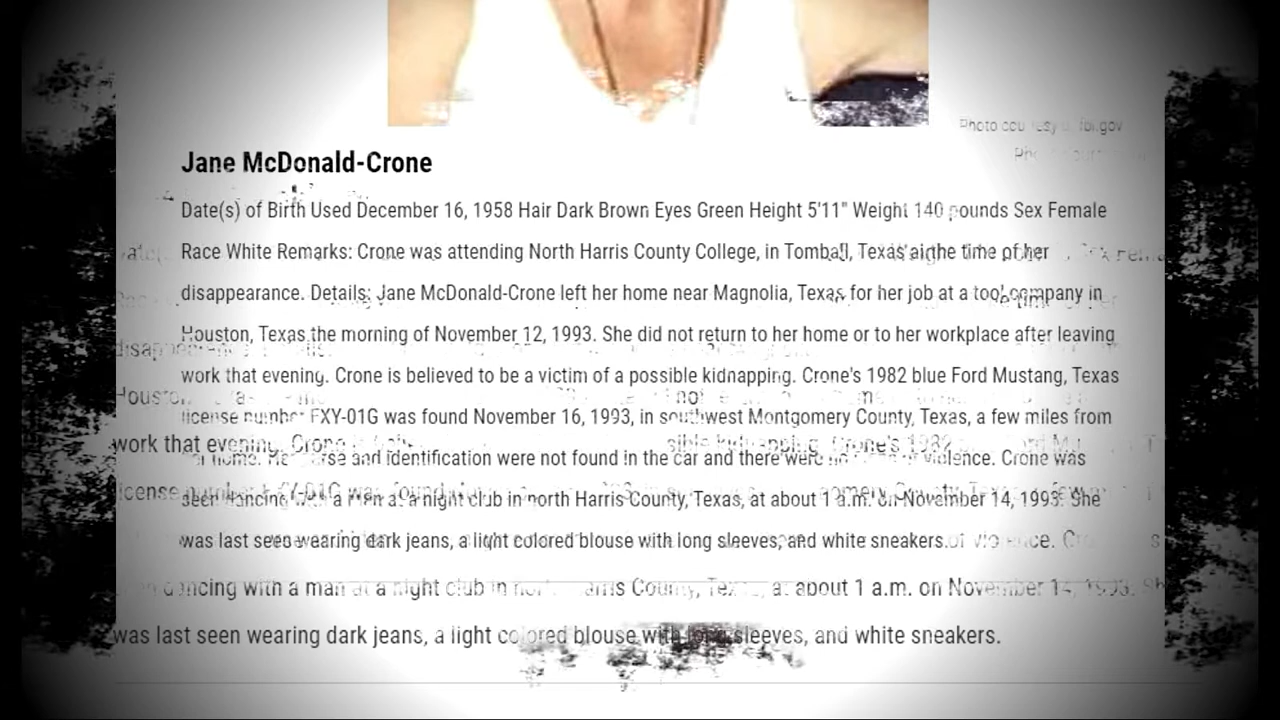 Photo courtesy of fbi.gov
Jane McDonald-Crone
Date(s) of Birth Used December 16, 1958 Hair Dark Brown Eyes Green Height 5'11" Weight 140 pounds Sex Female
Race White Remarks: Crone was attending North Harris County College, in Tomball, Texas at the time of her
disappearance. Details: Jane McDonald-Crone left her home near Magnolia, Texas for her job at a tool company in
Houston, Texas the morning of November 12, 1993. She did not return to her home or to her workplace after leaving
work that evening. Crone is believed to be a victim of a possible kidnapping. Crone's 1982 blue Ford Mustang, Texas
license number FXY-01G was found November 16, 1993, in southwest Montgomery County, Texas, a few miles from
home. Her purse and identification were not found in the car and there were no violence. Crone was
seen dancing with a man at a night club in north Harris County, Texas, at about 1 a.m. on November 14, 1993. She
was last seen wearing dark jeans, a light colored blouse with long sleeves, and white sneakers.
work that evening. Crone possible kidnapping. Crone's 1982
dancing with a man at a night club in Harris County, Texas, at about 1 a.m. on November 14, 1993. She
was last seen wearing dark jeans, a light colored blouse with long sleeves, and white sneakers.